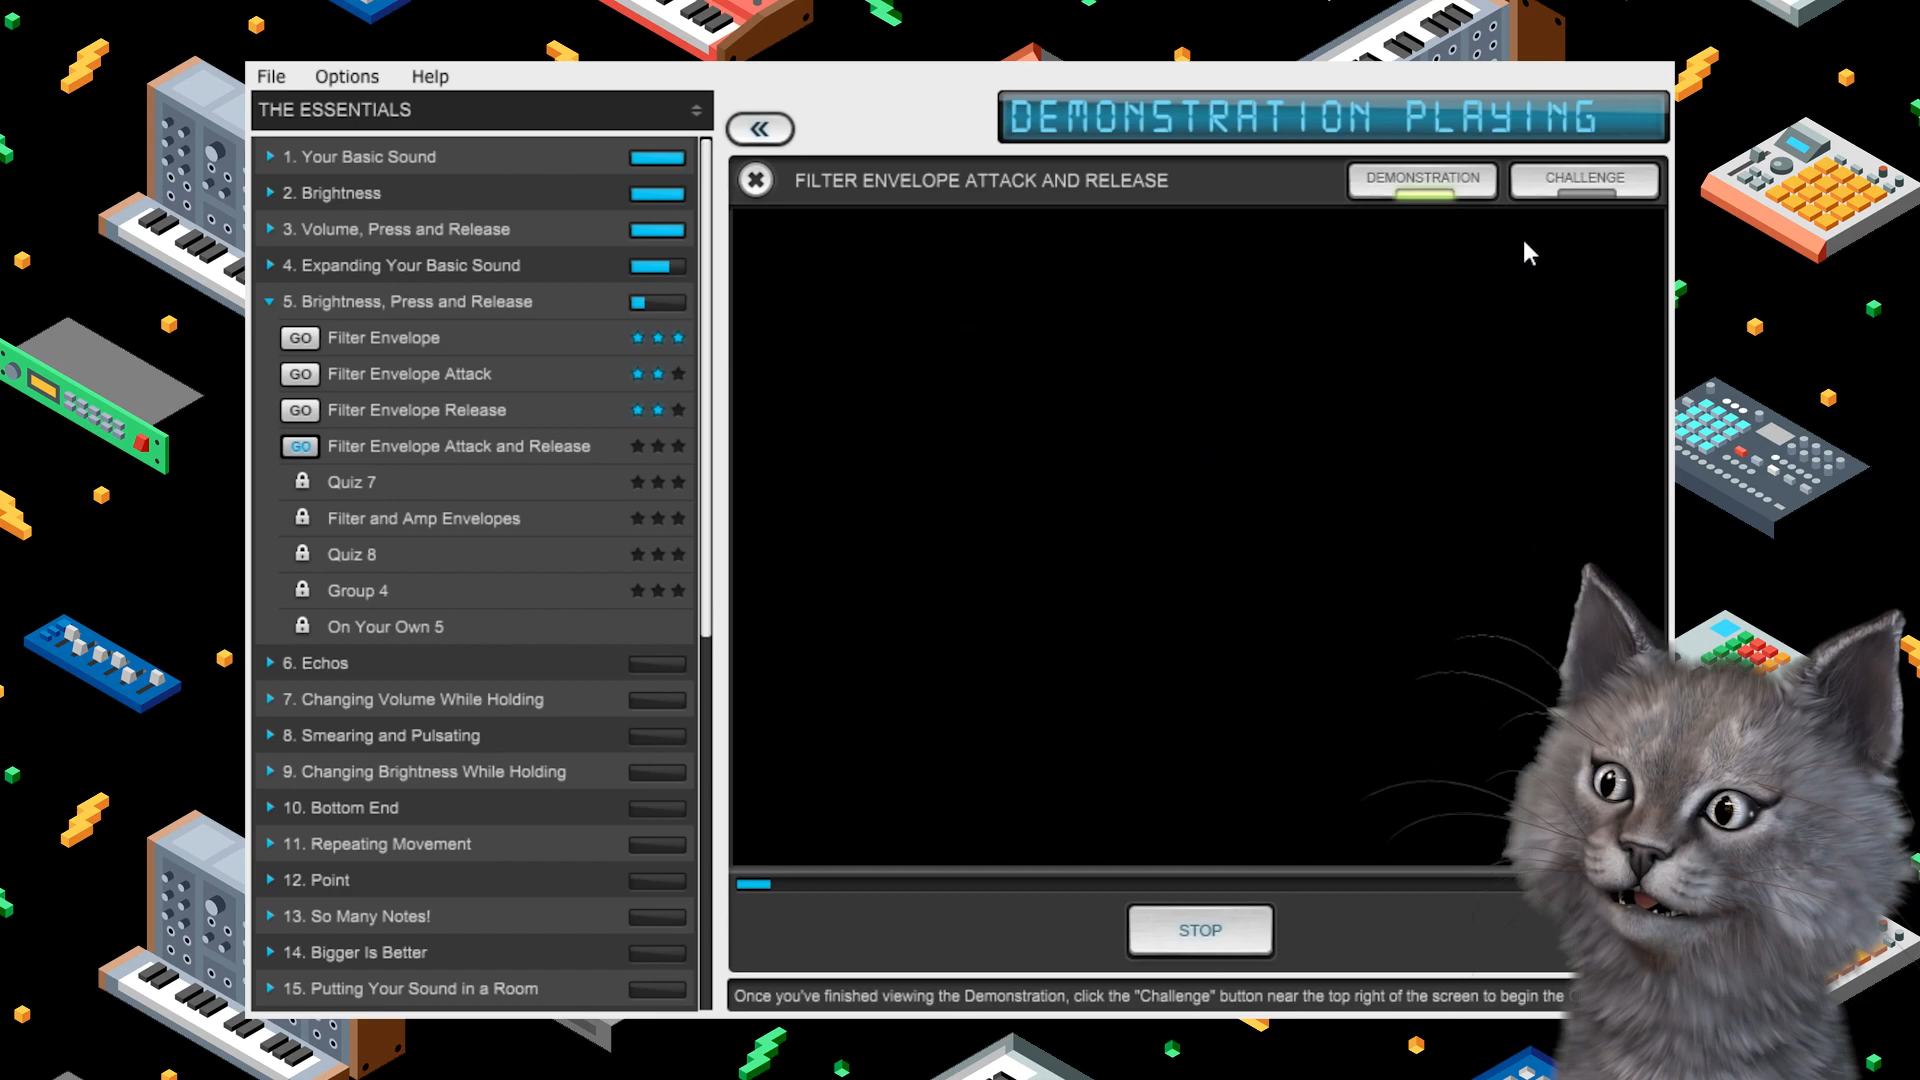 File Options Help
THE ESSENTIALS
DEMONSTRATION PLAYING
1. Your Basic Sound
2. Brightness
3. Volume, Press and Release
4. Expanding Your Basic Sound
5. Brightness, Press and Release
GO Filter Envelope
GO Filter Envelope Attack
GO Filter Envelope Release
GO Filter Envelope Attack and Release
Quiz 7
Filter and Amp Envelopes
Quiz 8
Group 4
On Your Own 5
6. Echos
7. Changing Volume While Holding
8. Smearing and Pulsating
9. Changing Brightness While Holding
10. Bottom End
11. Repeating Movement
12. Point
13. So Many Notes!
14. Bigger Is Better
15. Putting Your Sound in a Room
FILTER ENVELOPE ATTACK AND RELEASE
DEMONSTRATION
CHALLENGE
STOP
Once you've finished viewing the Demonstration, click the "Challenge" button near the top right of the screen to begin the